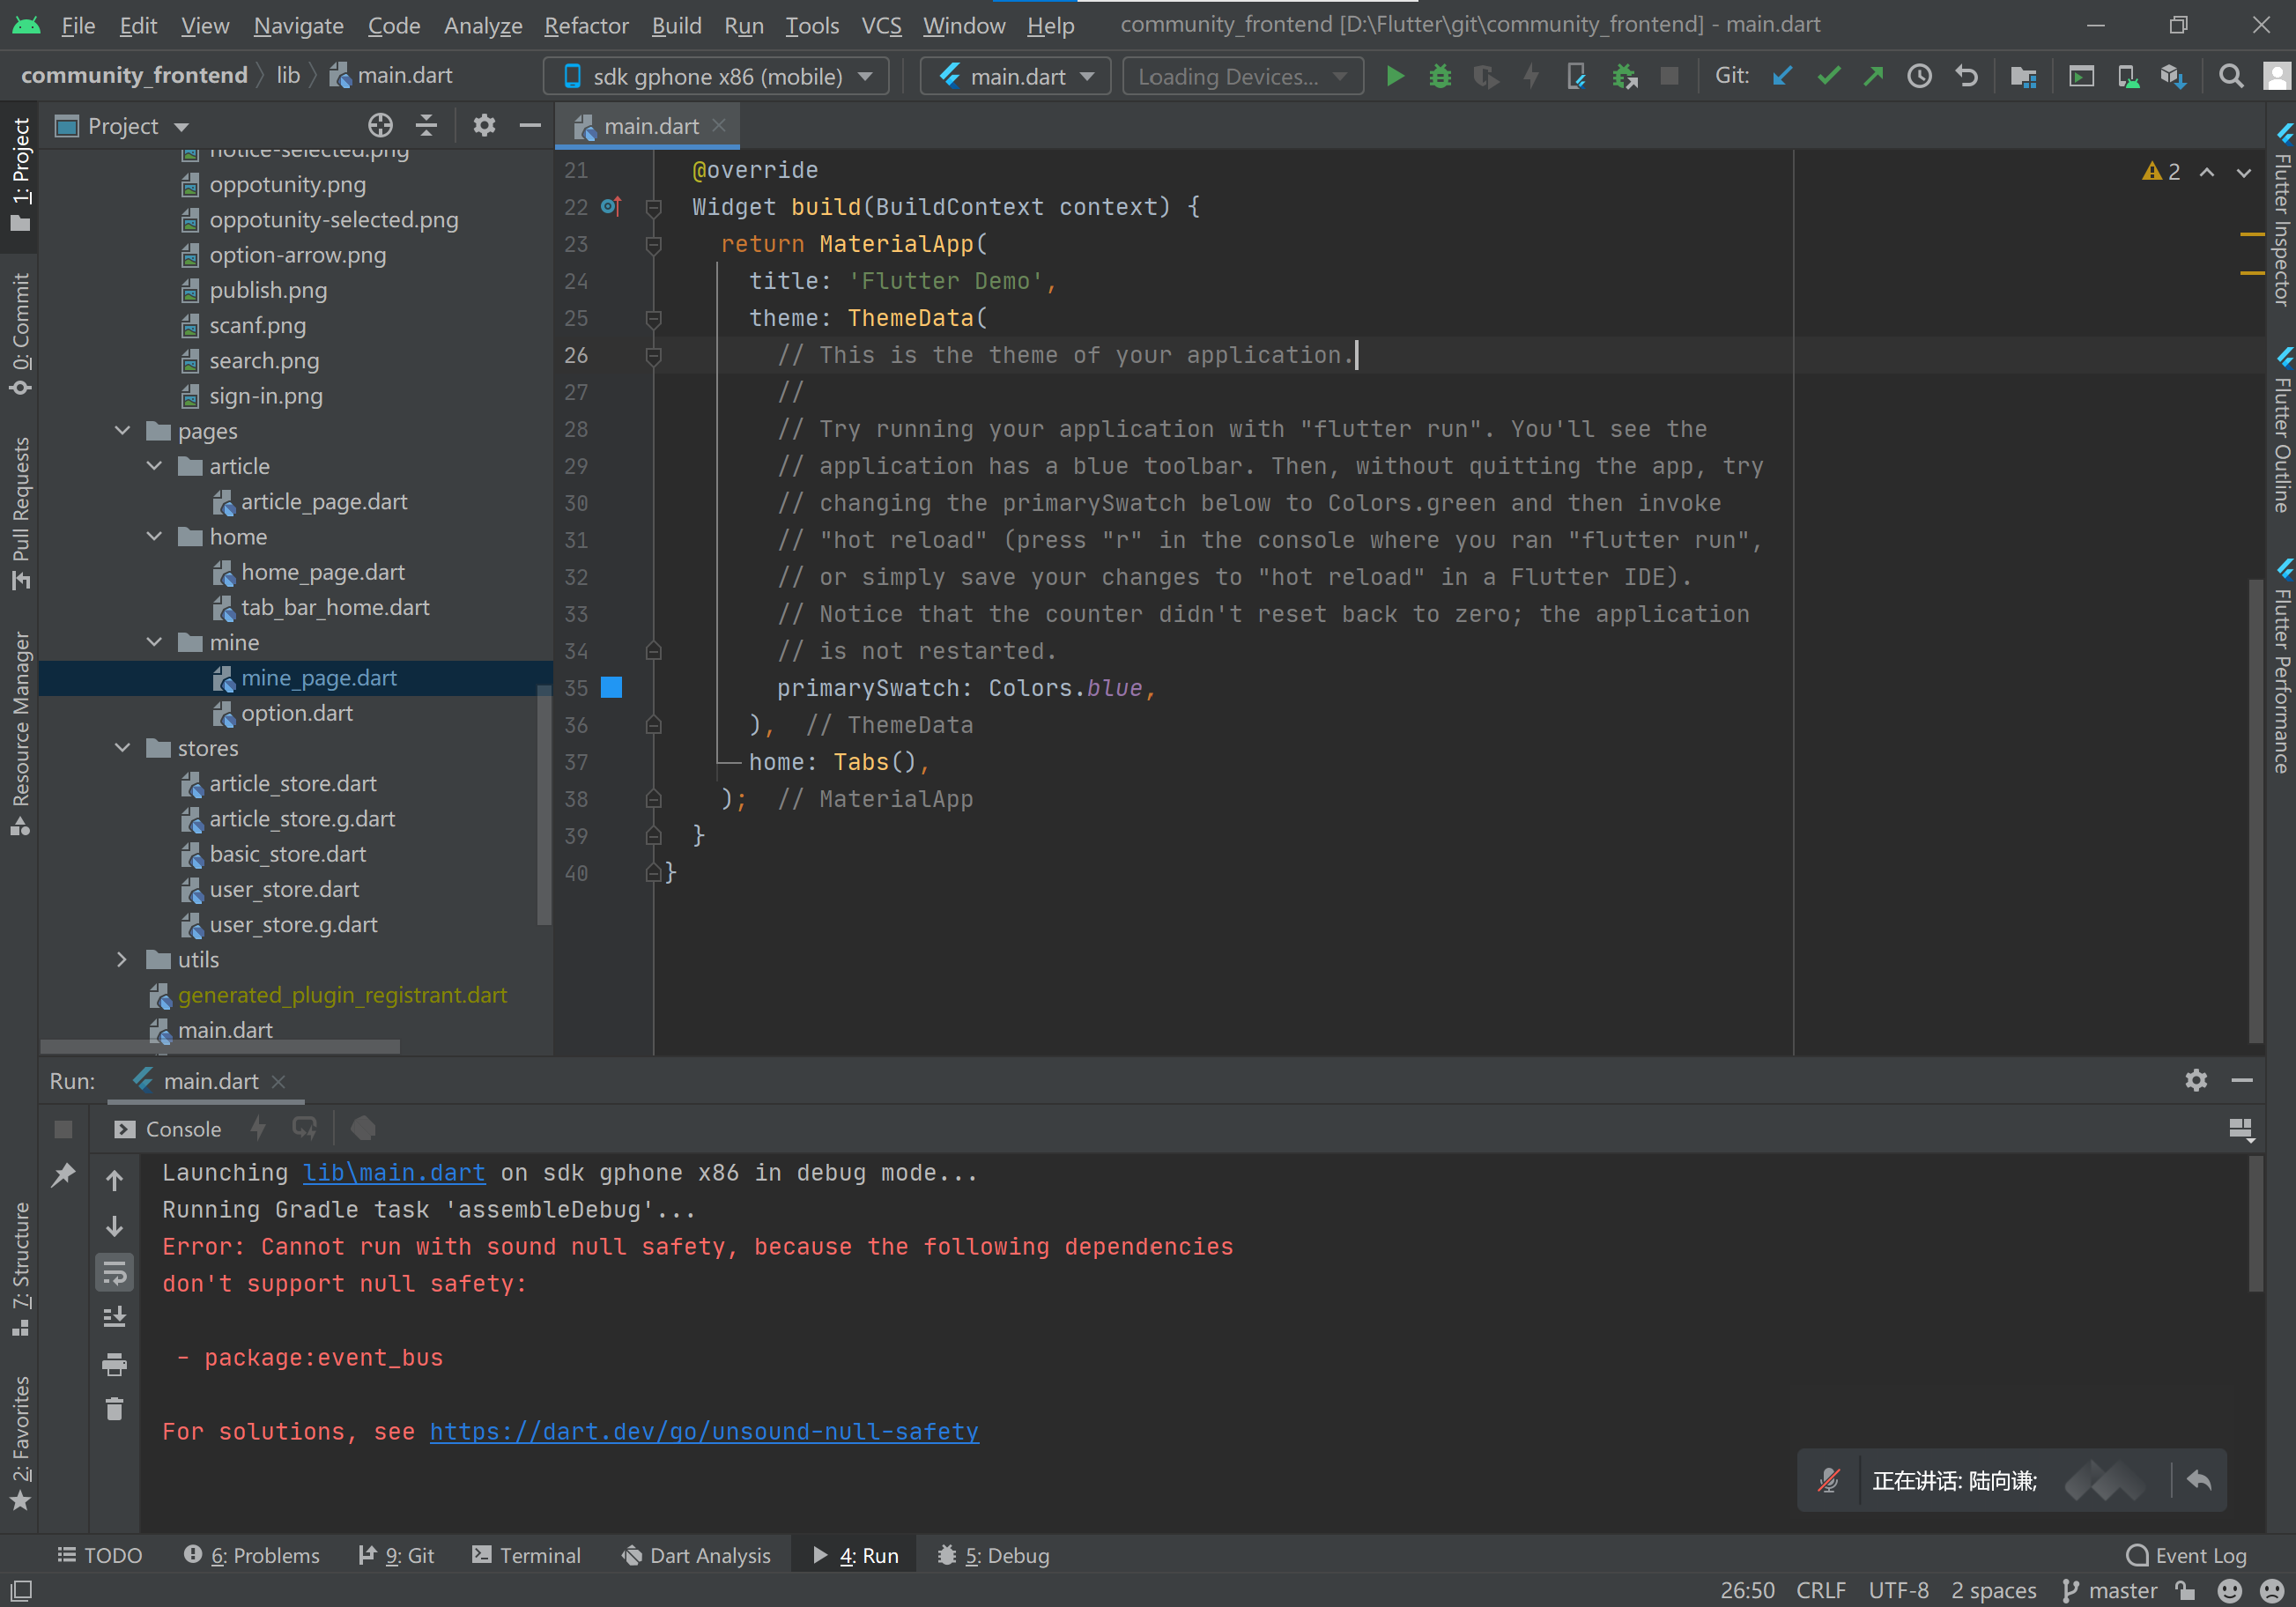 File Edit View Navigate Code Analyze Refactor Build Run Tools VCS Window Help community_frontend [D:\Flutter\git\community_frontend] - main.dart
community_frontend lib main.dart sdk gphone x86 (mobile) main.dart Loading Devices... Git:
1: Project
0: Commit
Pull Requests
Resource Manager
7: Structure
2: Favorites
Project
notice-selected.png
oppotunity.png
oppotunity-selected.png
option-arrow.png
publish.png
scanf.png
search.png
sign-in.png
pages
article
article_page.dart
home
home_page.dart
tab_bar_home.dart
mine
mine_page.dart
option.dart
stores
article_store.dart
article_store.g.dart
basic_store.dart
user_store.dart
user_store.g.dart
utils
generated_plugin_registrant.dart
main.dart
main.dart
2
21 @override
22 Widget build(BuildContext context) {
23 return MaterialApp(
24 title: 'Flutter Demo',
25 theme: ThemeData(
26 // This is the theme of your application.
27 //
28 // Try running your application with "flutter run". You'll see the
29 // application has a blue toolbar. Then, without quitting the app, try
30 // changing the primarySwatch below to Colors.green and then invoke
31 // "hot reload" (press "r" in the console where you ran "flutter run",
32 // or simply save your changes to "hot reload" in a Flutter IDE).
33 // Notice that the counter didn't reset back to zero; the application
34 // is not restarted.
35 primarySwatch: Colors.blue,
36 ), // ThemeData
37 home: Tabs(),
38 ); // MaterialApp
39 }
40 }
Flutter Inspector
Flutter Outline
Flutter Performance
Run: main.dart
Console
Launching lib\main.dart on sdk gphone x86 in debug mode...
Running Gradle task 'assembleDebug'...
Error: Cannot run with sound null safety, because the following dependencies
don't support null safety:
- package:event_bus
For solutions, see https://dart.dev/go/unsound-null-safety
正在讲话: 陆向谦;
TODO 6: Problems 9: Git Terminal Dart Analysis 4: Run 5: Debug Event Log
26:50 CRLF UTF-8 2 spaces master